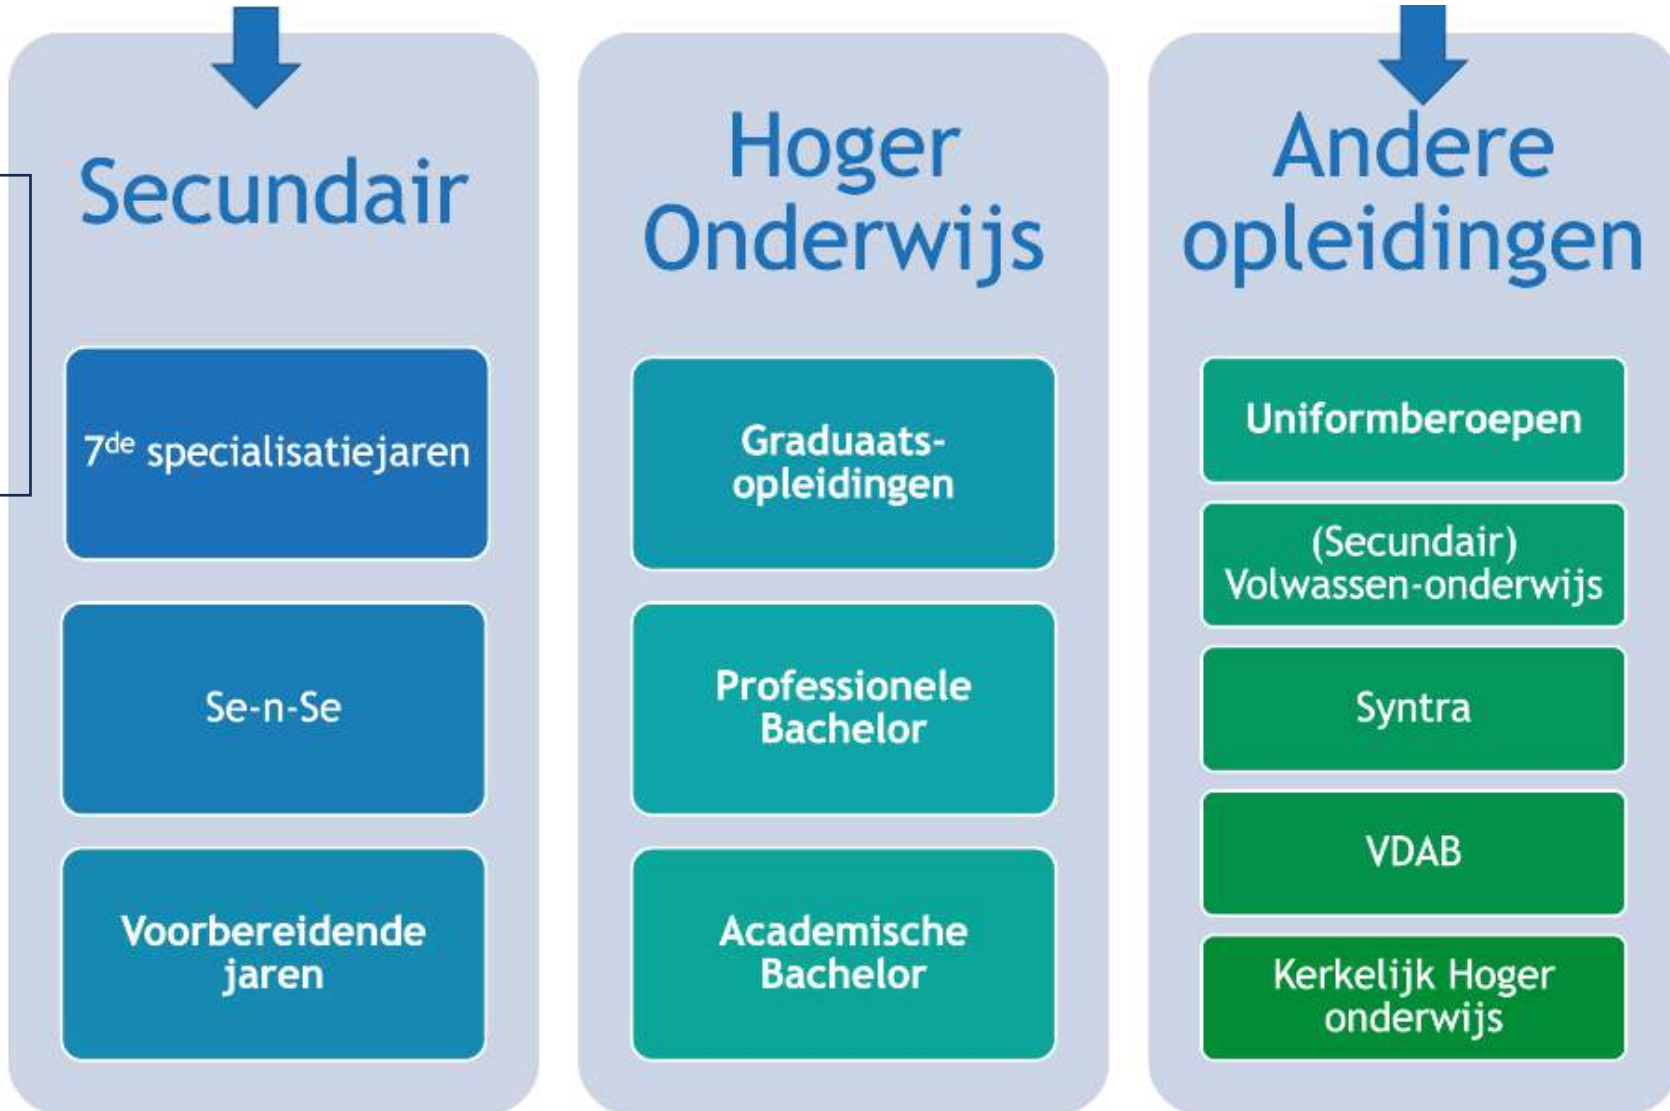 Secundair
7de specialisatiejaren
Se-n-Se
Voorbereidende
jaren
Hoger
Onderwijs
Graduaats-
opleidingen
Professionele
Bachelor
Academische
Bachelor
Andere
opleidingen
Uniformberoepen
(Secundair)
Volwassen-onderwijs
Syntra
VDAB
Kerkelijk Hoger
onderwijs